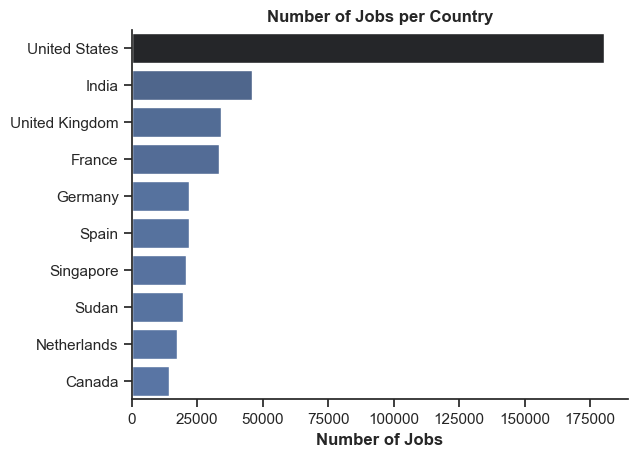 Number of Jobs per Country
United States
India
United Kingdom
France
Germany
Spain
Singapore
Sudan
Netherlands
Canada
0 25000 50000 75000 100000 125000 150000 175000
Number of Jobs